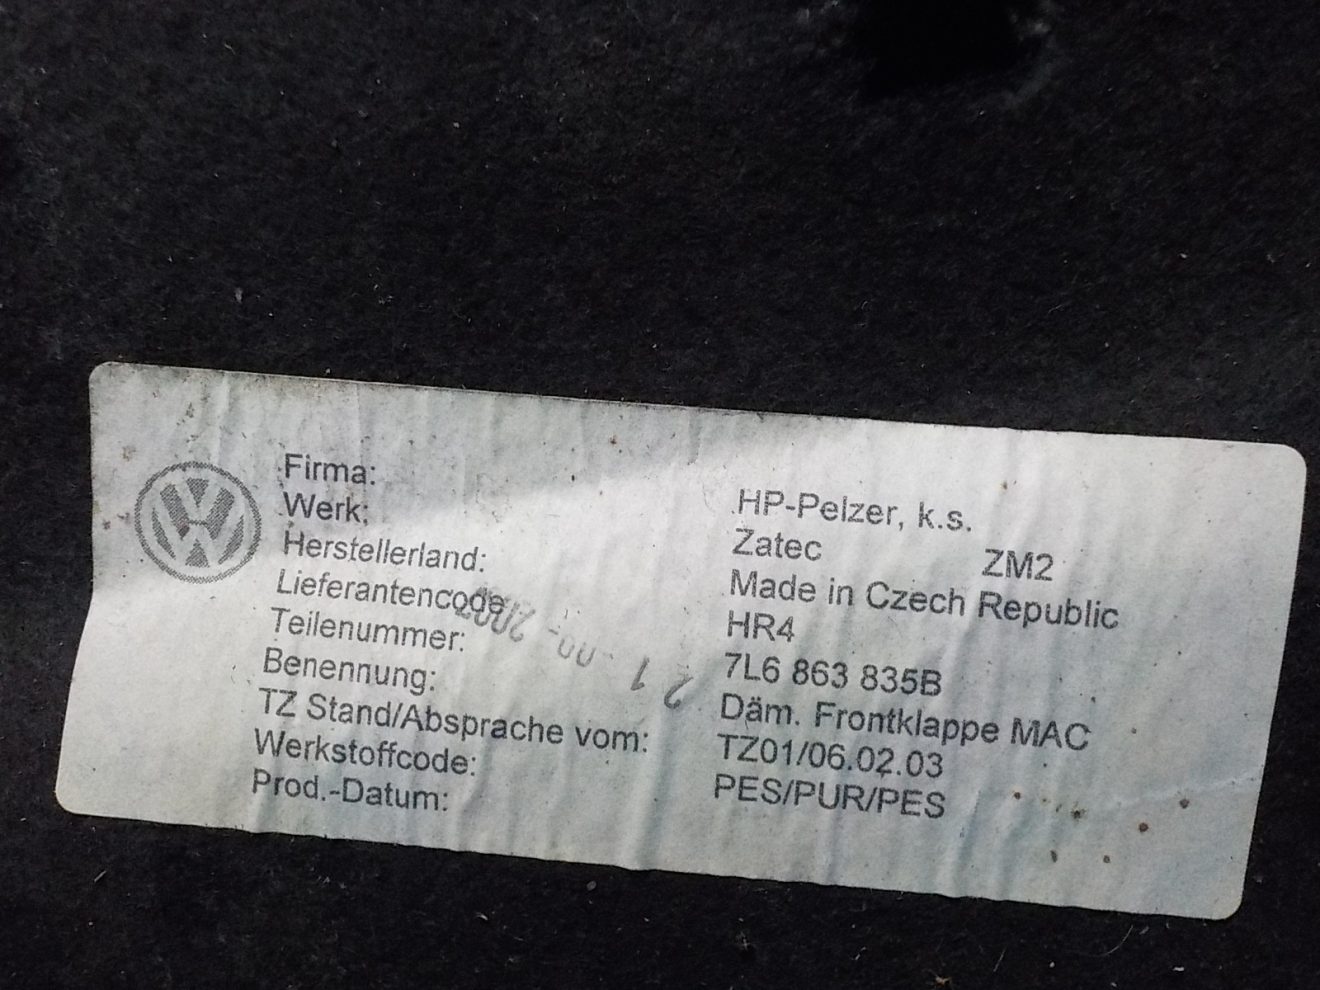 Firma:
Werk:
Herstellerland:
Lieferantencode
Teilenummer:
Benennung:
TZ Stand/Absprache vom:
Werkstoffcode:
Prod.-Datum:
HP-Pelzer, k.s.
Zatec ZM2
Made in Czech Republic
HR4
7L6 863 835B
Däm. Frontklappe MAC
TZ01/06.02.03
PES/PUR/PES